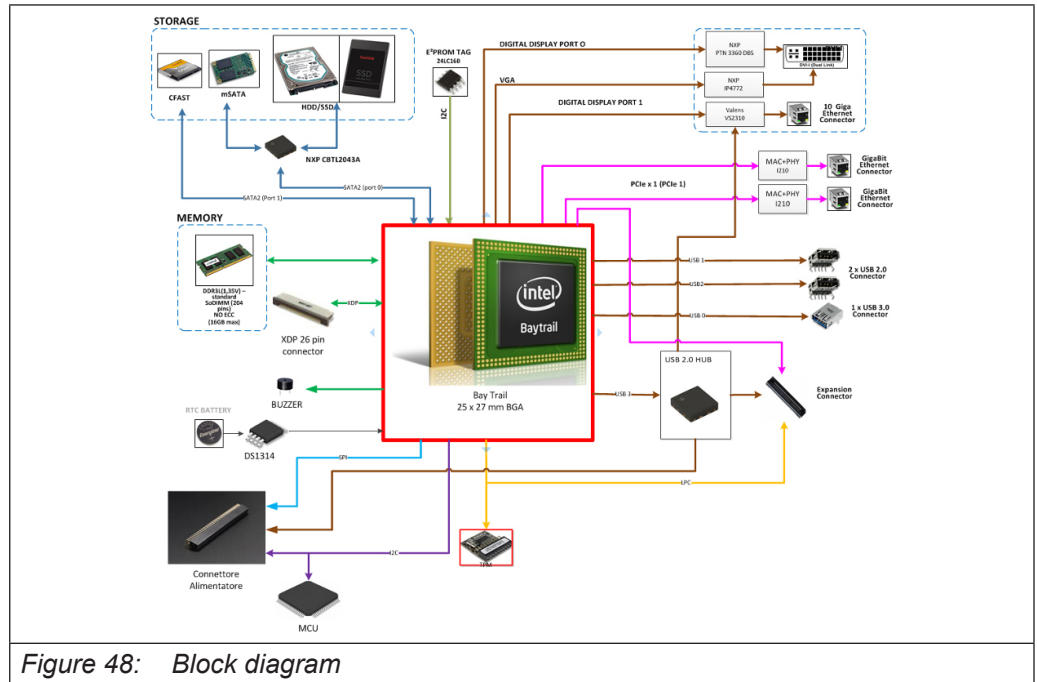 STORAGE
CFAST
mSATA
SanDisk
SSD
HDD/SSD
NXP CBTL2043A
SATA2 (port 0)
SATA2 (Port 1)
E²PROM TAG
24LC16B
I2C
DIGITAL DISPLAY PORT O
VGA
DIGITAL DISPLAY PORT 1
NXP
PTN 3360 DBS
DVI-I (Dual Link)
NXP
IP4772
Valens
VS2310
10 Giga
Ethernet
Connector
MAC+PHY
I210
GigaBit
Ethernet
Connector
PCIe x 1 (PCIe 1)
MAC+PHY
I210
GigaBit
Ethernet
Connector
MEMORY
DDR3L(1,35V) –
standard
SoDIMM (204
pins)
NO ECC
(16GB max)
XDP
XDP 26 pin
connector
intel
Baytrail
Bay Trail
25 x 27 mm BGA
USB 1
USB2
USB 0
2 x USB 2.0
Connector
1 x USB 3.0
Connector
USB 2.0 HUB
USB 3
Expansion
Connector
BUZZER
RTC BATTERY
Energizer
DS1314
SPI
LPC
Connettore
Alimentatore
I2C
TPM
MCU
Figure 48: Block diagram